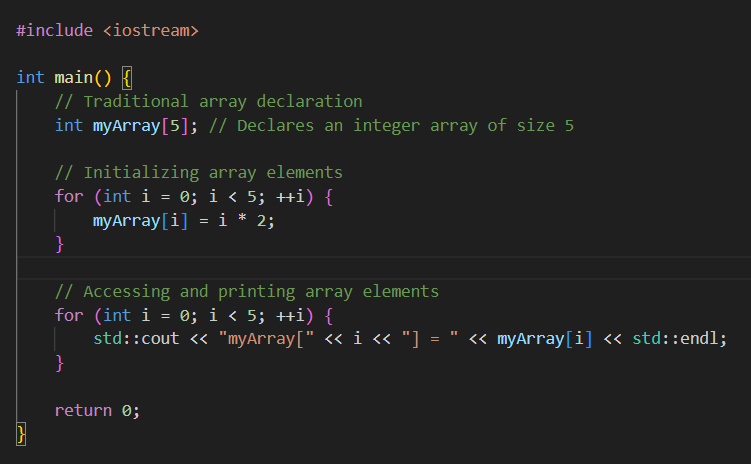 #include <iostream>
int main() {
// Traditional array declaration
int myArray[5]; // Declares an integer array of size 5
// Initializing array elements
for (int i = 0; i < 5; ++i) {
myArray[i] = i * 2;
}
// Accessing and printing array elements
for (int i = 0; i < 5; ++i) {
std::cout << "myArray[" << i << "] = " << myArray[i] << std::endl;
}
return 0;
}